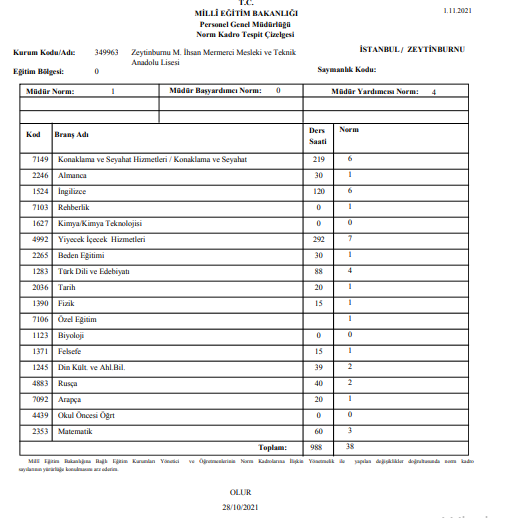 T.C.
MİLLÎ EĞİTİM BAKANLIĞI
1.11.2021
Personel Genel Müdürlüğü
Norm Kadro Tespit Çizelgesi
Kurum Kodu/Adı: 349963 Zeytinburnu M. İhsan Mermerci Mesleki ve Teknik Anadolu Lisesi
İSTANBUL / ZEYTİNBURNU
Eğitim Bölgesi: 0
Saymanlık Kodu:
Müdür Norm: 1 Müdür Başyardımcı Norm: 0 Müdür Yardımcısı Norm: 4
Kod Branş Adı Ders Saati Norm
7149 Konaklama ve Seyahat Hizmetleri / Konaklama ve Seyahat 219 6
2246 Almanca 30 1
1524 İngilizce 120 6
7103 Rehberlik 0 1
1627 Kimya/Kimya Teknolojisi 0 0
4992 Yiyecek İçecek Hizmetleri 292 7
2265 Beden Eğitimi 30 1
1283 Türk Dili ve Edebiyatı 88 4
2036 Tarih 20 1
1390 Fizik 15 1
7106 Özel Eğitim 1
1123 Biyoloji 0 0
1371 Felsefe 15 1
1245 Din Kült. ve Ahl.Bil. 39 2
4883 Rusça 40 2
7092 Arapça 20 1
4439 Okul Öncesi Öğrt 0 0
2353 Matematik 60 3
Toplam: 988 38
Millî Eğitim Bakanlığına Bağlı Eğitim Kurumları Yönetici ve Öğretmenlerinin Norm Kadrolarına İlişkin Yönetmelik ile yapılan değişiklikler doğrultusunda norm kadro
sayılarının yürürlüğe konulmasını arz ederim.
OLUR
28/10/2021